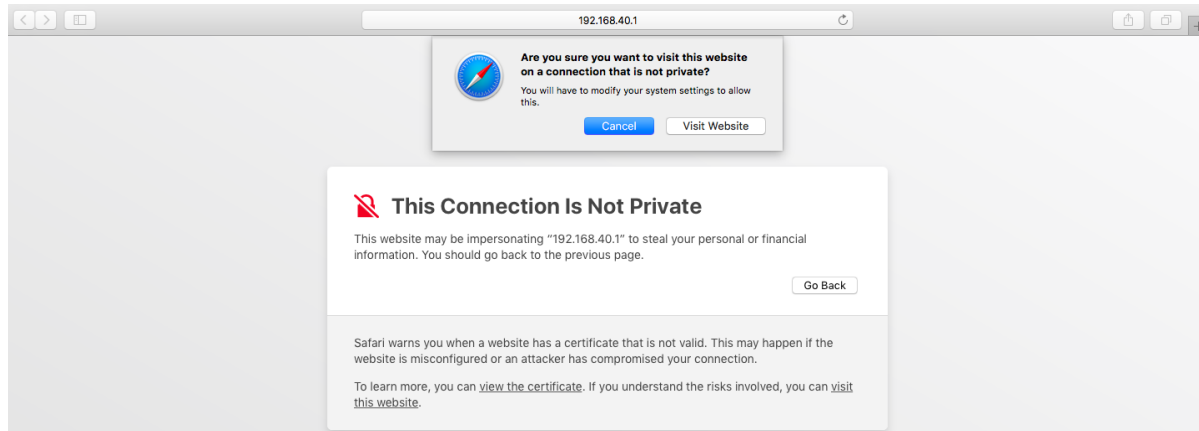 192.168.40.1
Are you sure you want to visit this website
on a connection that is not private?
You will have to modify your system settings to allow
this.
Cancel
Visit Website
This Connection Is Not Private
This website may be impersonating “192.168.40.1” to steal your personal or financial
information. You should go back to the previous page.
Go Back
Safari warns you when a website has a certificate that is not valid. This may happen if the
website is misconfigured or an attacker has compromised your connection.
To learn more, you can view the certificate. If you understand the risks involved, you can visit
this website.